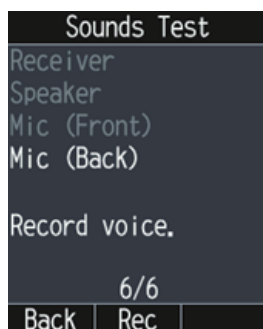 Sounds Test
Receiver
Speaker
Mic (Front)
Mic (Back)
Record voice.
6/6
Back Rec